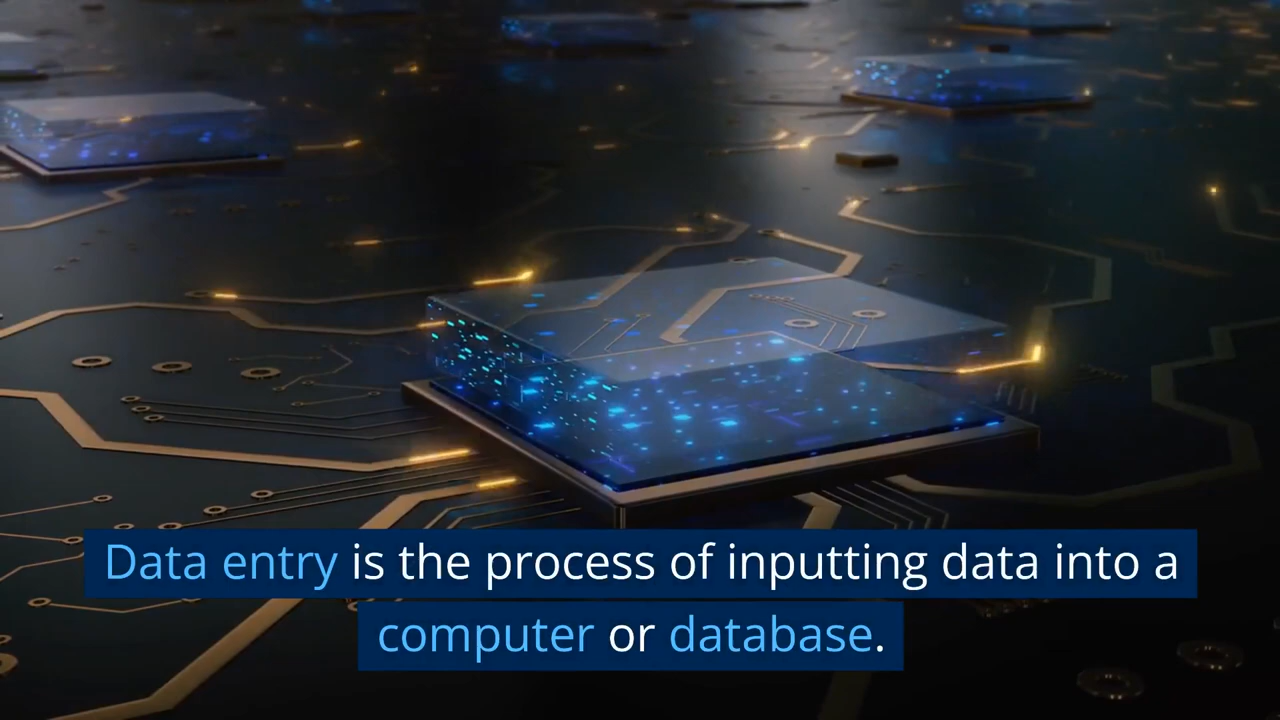 Data entry is the process of inputting data into a
computer or database.